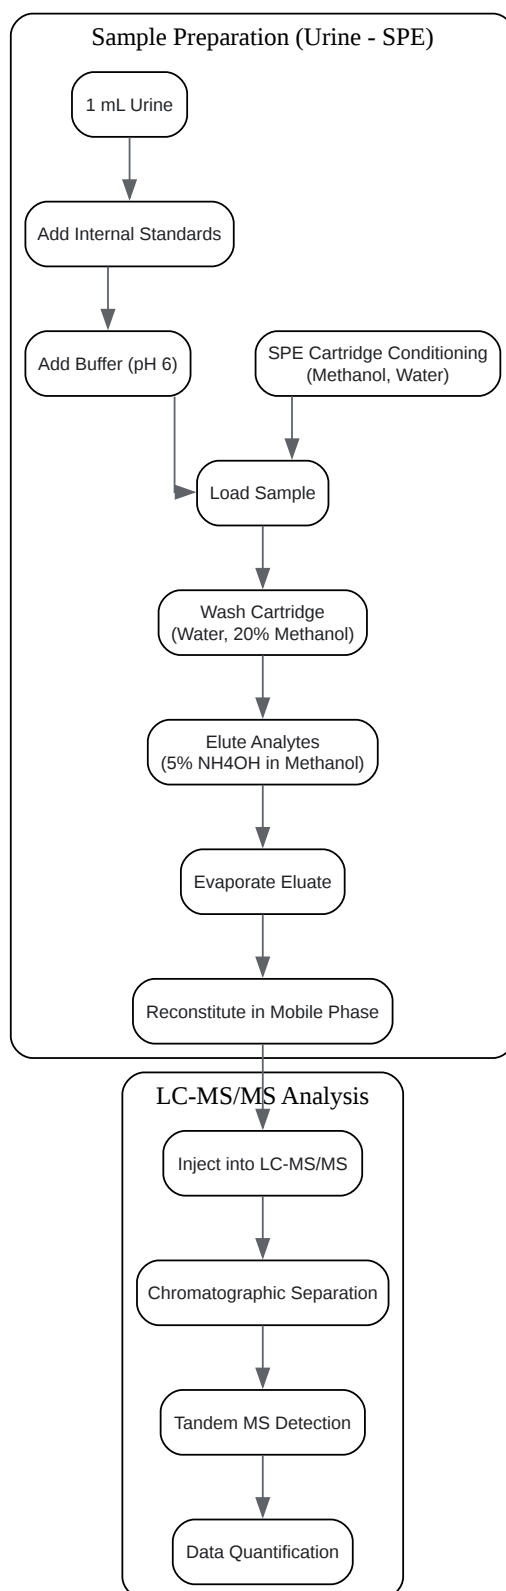 Sample Preparation (Urine - SPE)
1 mL Urine
Add Internal Standards
Add Buffer (pH 6)
SPE Cartridge Conditioning
(Methanol, Water)
Load Sample
Wash Cartridge
(Water, 20% Methanol)
Elute Analytes
(5% NH4OH in Methanol)
Evaporate Eluate
Reconstitute in Mobile Phase
LC-MS/MS Analysis
Inject into LC-MS/MS
Chromatographic Separation
Tandem MS Detection
Data Quantification